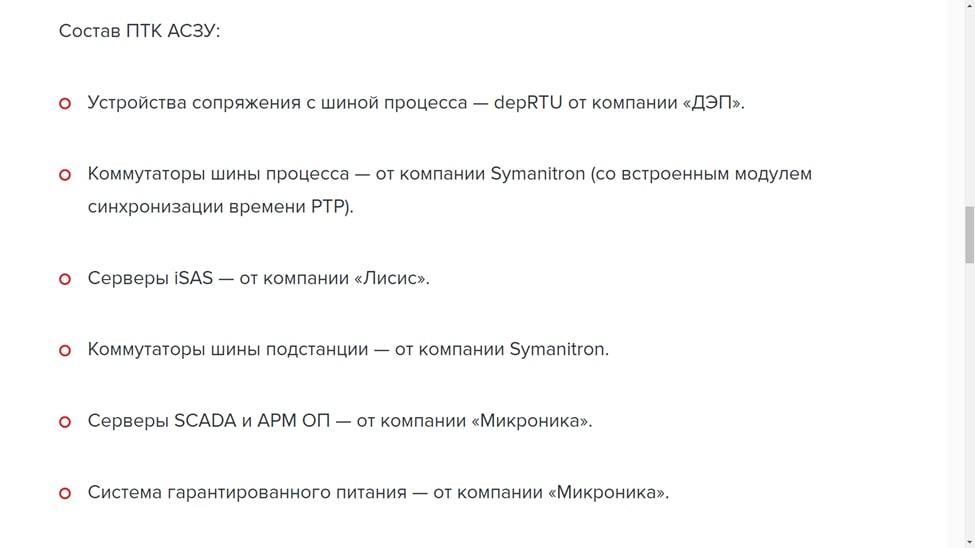 Состав ПТК АСЗУ:
Устройства сопряжения с шиной процесса — depRTU от компании «ДЭП».
Коммутаторы шины процесса — от компании Symanitron (со встроенным модулем
синхронизации времени PTP).
Серверы iSAS — от компании «Лисис».
Коммутаторы шины подстанции — от компании Symanitron.
Серверы SCADA и АРМ ОП — от компании «Микроника».
Система гарантированного питания — от компании «Микроника».